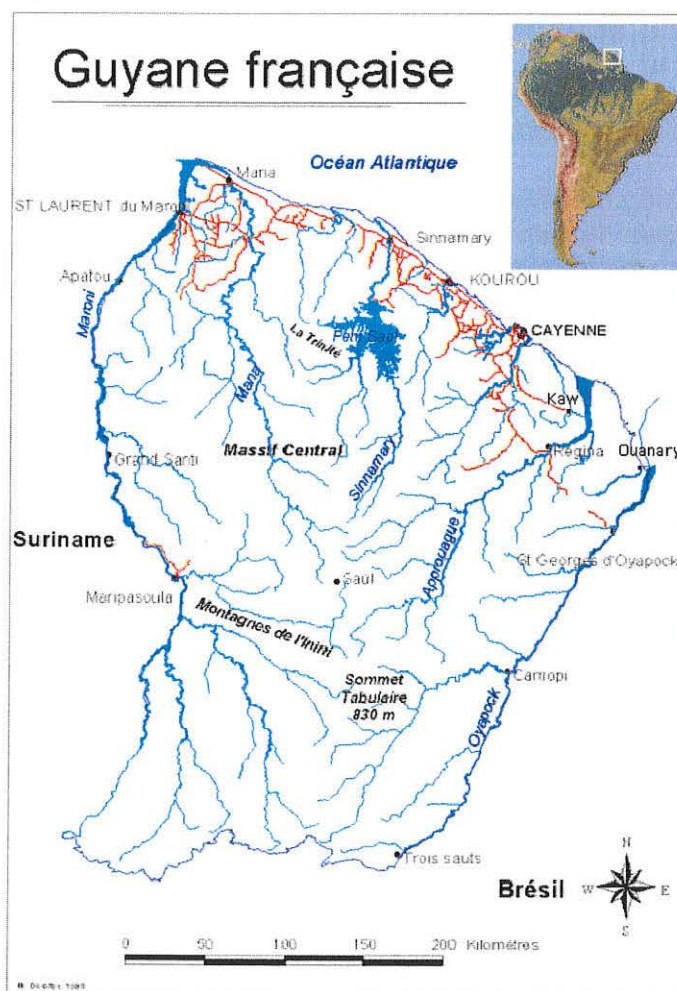 Guyane française
Océan Atlantique
Mana
ST LAURENT du Maroni
Sinnamary
Apatou
KOUROU
Maroni
La Trinité
Petit Saut
CAYENNE
Mana
Kaw
Massif Central
Grand Santi
Sinnamary
Régina
Ouanary
Suriname
Approuague
St Georges d'Oyapock
Saül
Maripasoula
Montagnes de l'Inini
Sommet
Tabulaire
830 m
Camopi
Oyapock
Trois sauts
Brésil
N
W
E
S
0 50 100 150 200 Kilomètres